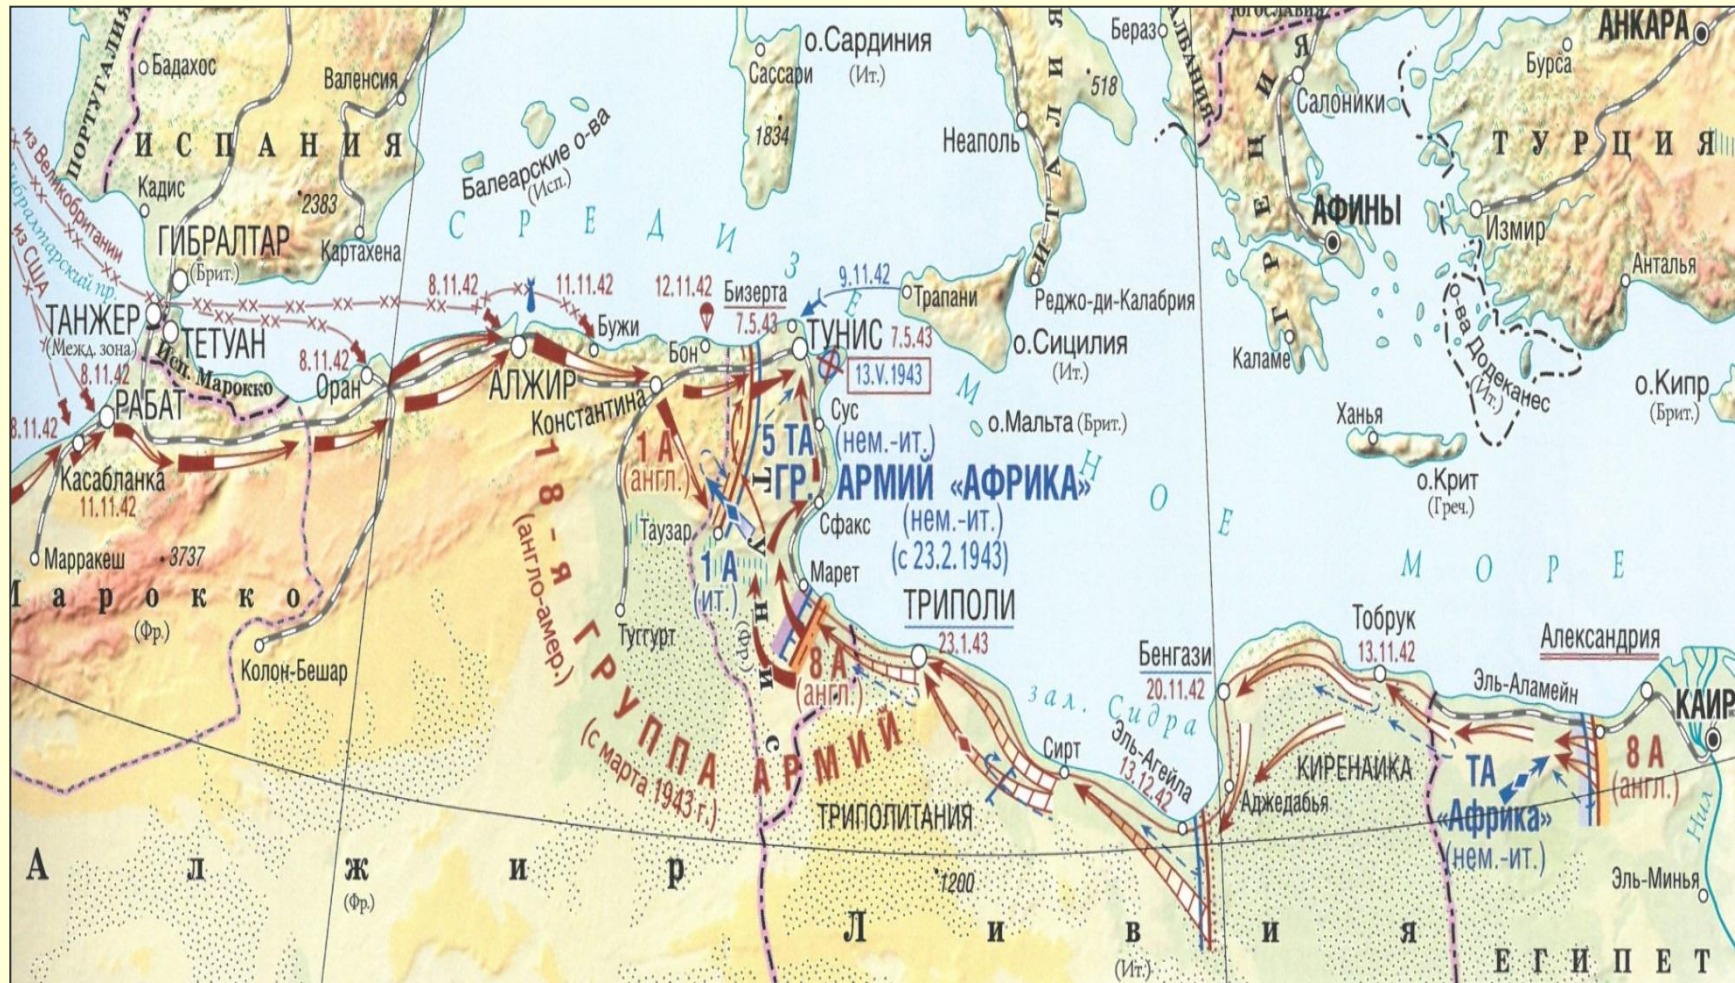 ПОРТУГАЛИЯ
Бадахос
Валенсия
ИСПАНИЯ
Кадис
2383
Картахена
ГИБРАЛТАР
(Брит.)
из Великобритании
Гибралтарский пр.
из США
ТАНЖЕР
(Межд. зона)
ТЕТУАН
Исп. Марокко
8.11.42
РАБАТ
8.11.42
Касабланка
11.11.42
Марракеш
3737
Марокко
(Фр.)
Колон-Бешар
8.11.42
Оран
Балеарские о-ва
(Исп.)
о.Сардиния
(Ит.)
Сассари
1834
СРЕДИЗЕМНОЕ МОРЕ
8.11.42
11.11.42
АЛЖИР
Бужи
12.11.42
Бон
Константина
Бизерта
7.5.43
9.11.42
ТУНИС
7.5.43
13.V.1943
Трапани
о.Сицилия
(Ит.)
Реджо-ди-Калабрия
Неаполь
ИТАЛИЯ
518
Бераз
АЛБАНИЯ
ЮГОСЛАВИЯ
ГРЕЦИЯ
Салоники
АФИНЫ
Каламе
АНКАРА
Бурса
ТУРЦИЯ
Измир
Анталья
о-ва Додеканес
(Ит.)
о.Кипр
(Брит.)
Ханья
о.Крит
(Греч.)
о.Мальта (Брит.)
Сус
1 А
(англ.)
5 ТА
(нем.-ит.)
ГР. АРМИЙ «АФРИКА»
(нем.-ит.)
(с 23.2.1943)
Сфакс
Таузар
1 А
(ит.)
Марет
Тунис
(Фр.)
Туггурт
18-я ГРУППА АРМИЙ
(англо-амер.)
(с марта 1943 г.)
8 А
(англ.)
ТРИПОЛИ
23.1.43
зал. Сидра
Сирт
Эль-Агейла
13.12.42
ТРИПОЛИТАНИЯ
1200
Бенгази
20.11.42
Аджедабья
КИРЕНАИКА
Тобрук
13.11.42
Александрия
Эль-Аламейн
КАИР
ТА
«Африка»
(нем.-ит.)
8 А
(англ.)
Нил
Эль-Минья
Алжир
(Фр.)
Ливия
(Ит.)
ЕГИПЕТ